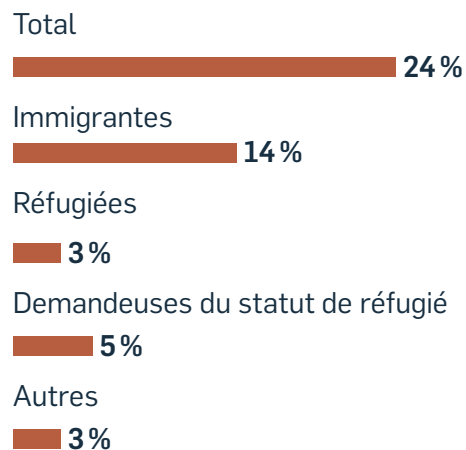 Total
24 %
Immigrantes
14 %
Réfugiées
3 %
Demandeuses du statut de réfugié
5 %
Autres
3 %